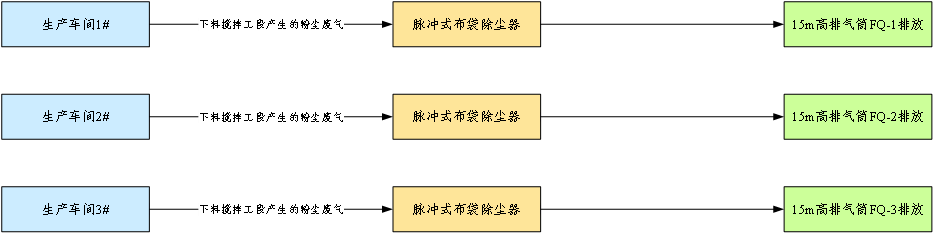 生产车间1# 下料搅拌工段产生的粉尘废气 脉冲式布袋除尘器 15m高排气筒FQ-1排放
生产车间2# 下料搅拌工段产生的粉尘废气 脉冲式布袋除尘器 15m高排气筒FQ-2排放
生产车间3# 下料搅拌工段产生的粉尘废气 脉冲式布袋除尘器 15m高排气筒FQ-3排放